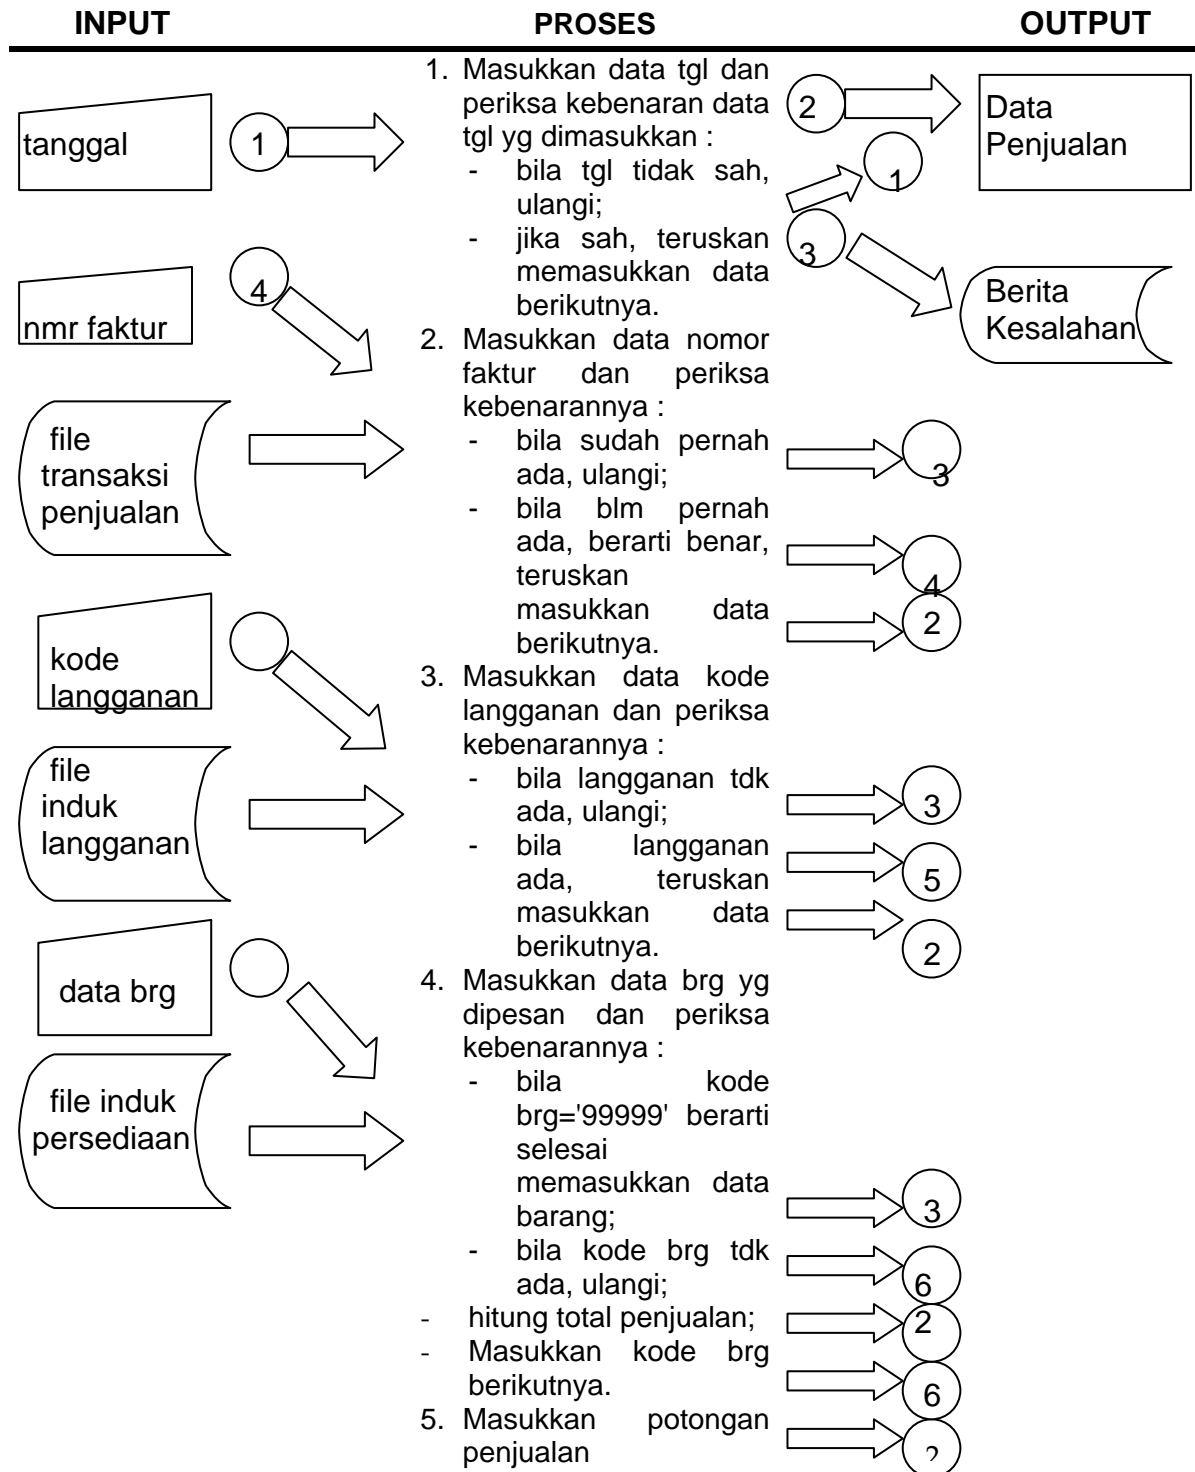 INPUT
PROSES
OUTPUT
tanggal
1
nmr faktur
4
file
transaksi
penjualan
kode
langganan
file
induk
langganan
data brg
file induk
persediaan
1. Masukkan data tgl dan
periksa kebenaran data
tgl yg dimasukkan :
- bila tgl tidak sah,
ulangi;
- jika sah, teruskan
memasukkan data
berikutnya.
2. Masukkan data nomor
faktur dan periksa
kebenarannya :
- bila sudah pernah
ada, ulangi;
- bila blm pernah
ada, berarti benar,
teruskan
masukkan data
berikutnya.
3. Masukkan data kode
langganan dan periksa
kebenarannya :
- bila langganan tdk
ada, ulangi;
- bila langganan
ada, teruskan
masukkan data
berikutnya.
4. Masukkan data brg yg
dipesan dan periksa
kebenarannya :
- bila kode
brg='99999' berarti
selesai
memasukkan data
barang;
- bila kode brg tdk
ada, ulangi;
- hitung total penjualan;
- Masukkan kode brg
berikutnya.
5. Masukkan potongan
penjualan
2
Data
Penjualan
1
3
Berita
Kesalahan
3
4
2
3
5
2
3
6
2
6
2